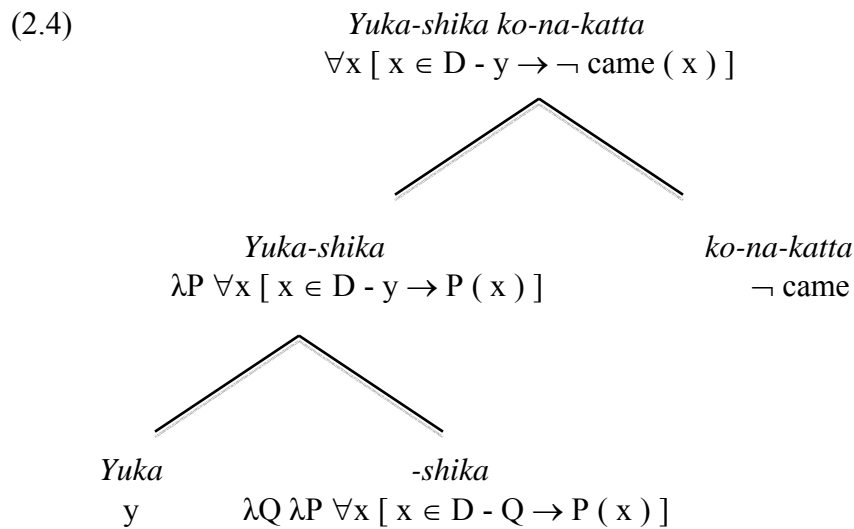 (2.4) Yuka-shika ko-na-katta
∀x [ x ∈ D - y → ¬ came ( x ) ]
Yuka-shika ko-na-katta
λP ∀x [ x ∈ D - y → P ( x ) ] ¬ came
Yuka -shika
y λQ λP ∀x [ x ∈ D - Q → P ( x ) ]